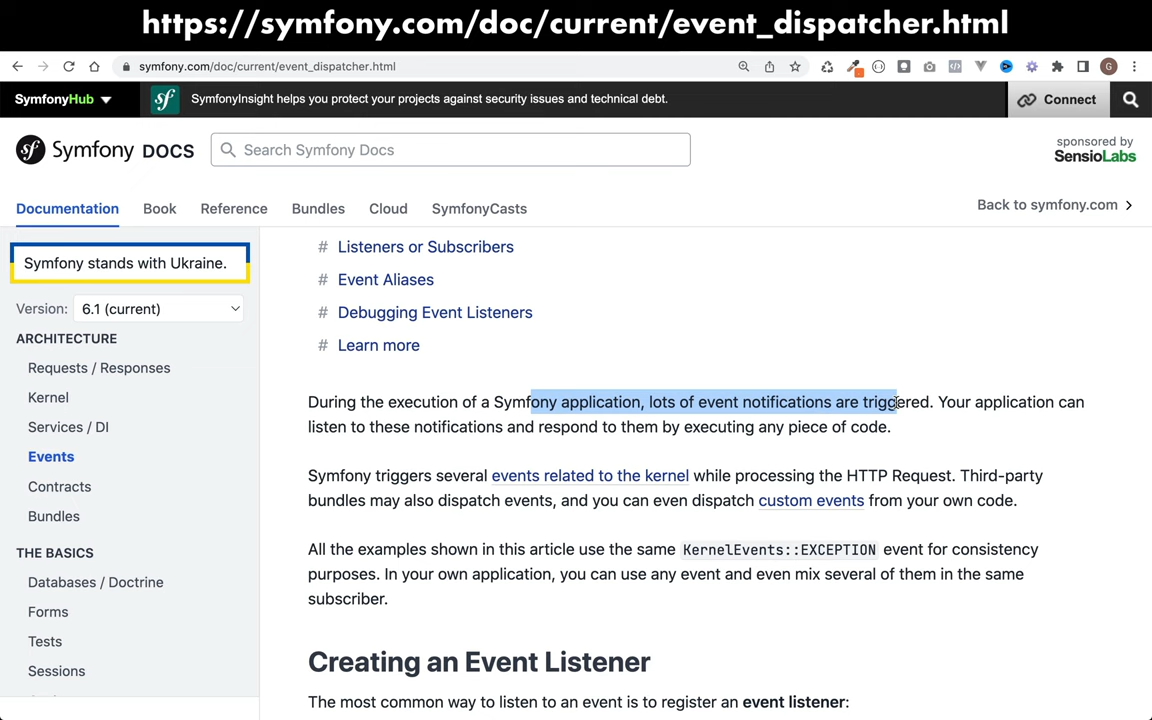 https://symfony.com/doc/current/event_dispatcher.html
symfony.com/doc/current/event_dispatcher.html
G
SymfonyHub
sf
SymfonyInsight helps you protect your projects against security issues and technical debt.
Connect
sf Symfony DOCS
Search Symfony Docs
sponsored by
SensioLabs
Documentation Book Reference Bundles Cloud SymfonyCasts
Back to symfony.com
Symfony stands with Ukraine.
Version: 6.1 (current)
ARCHITECTURE
Requests / Responses
Kernel
Services / DI
Events
Contracts
Bundles
THE BASICS
Databases / Doctrine
Forms
Tests
Sessions
# Listeners or Subscribers
# Event Aliases
# Debugging Event Listeners
# Learn more
During the execution of a Symfony application, lots of event notifications are triggered. Your application can
listen to these notifications and respond to them by executing any piece of code.
Symfony triggers several events related to the kernel while processing the HTTP Request. Third-party
bundles may also dispatch events, and you can even dispatch custom events from your own code.
All the examples shown in this article use the same KernelEvents::EXCEPTION event for consistency
purposes. In your own application, you can use any event and even mix several of them in the same
subscriber.
Creating an Event Listener
The most common way to listen to an event is to register an event listener: